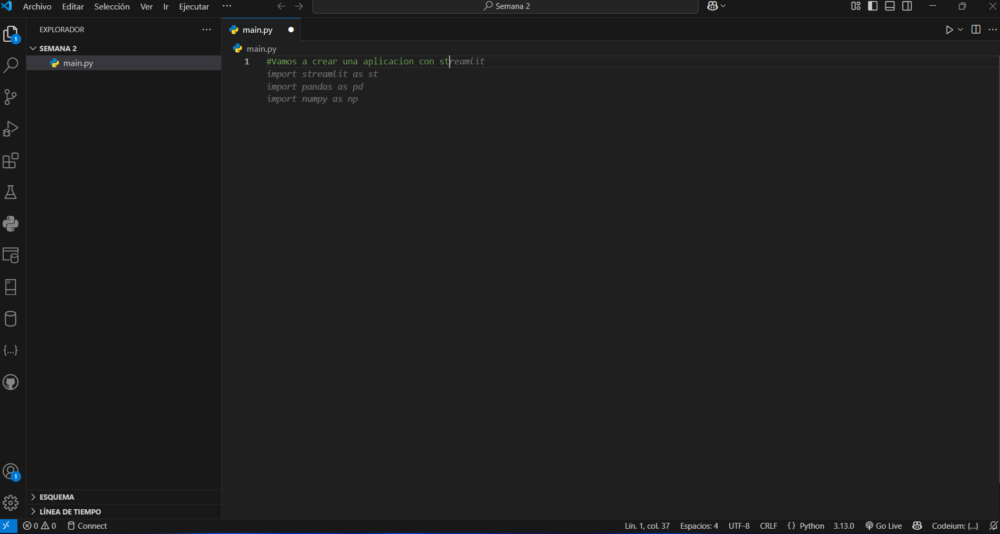 Archivo Editar Selección Ver Ir Ejecutar ··· Semana 2
EXPLORADOR ···
SEMANA 2
main.py
main.py
main.py
1 #Vamos a crear una aplicacion con streamlit
import streamlit as st
import pandas as pd
import numpy as np
1
{...}
1
ESQUEMA
LÍNEA DE TIEMPO
0 0 Connect Lín. 1, col. 37 Espacios: 4 UTF-8 CRLF {} Python 3.13.0 Go Live Codeium: {...}